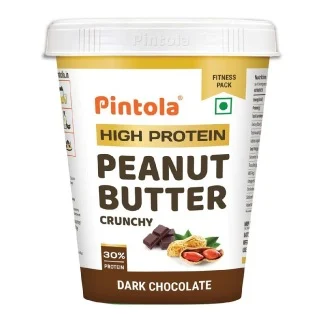 FITNESS
PACK
Pintola®
HIGH PROTEIN
PEANUT
BUTTER
CRUNCHY
30%
PROTEIN
DARK CHOCOLATE